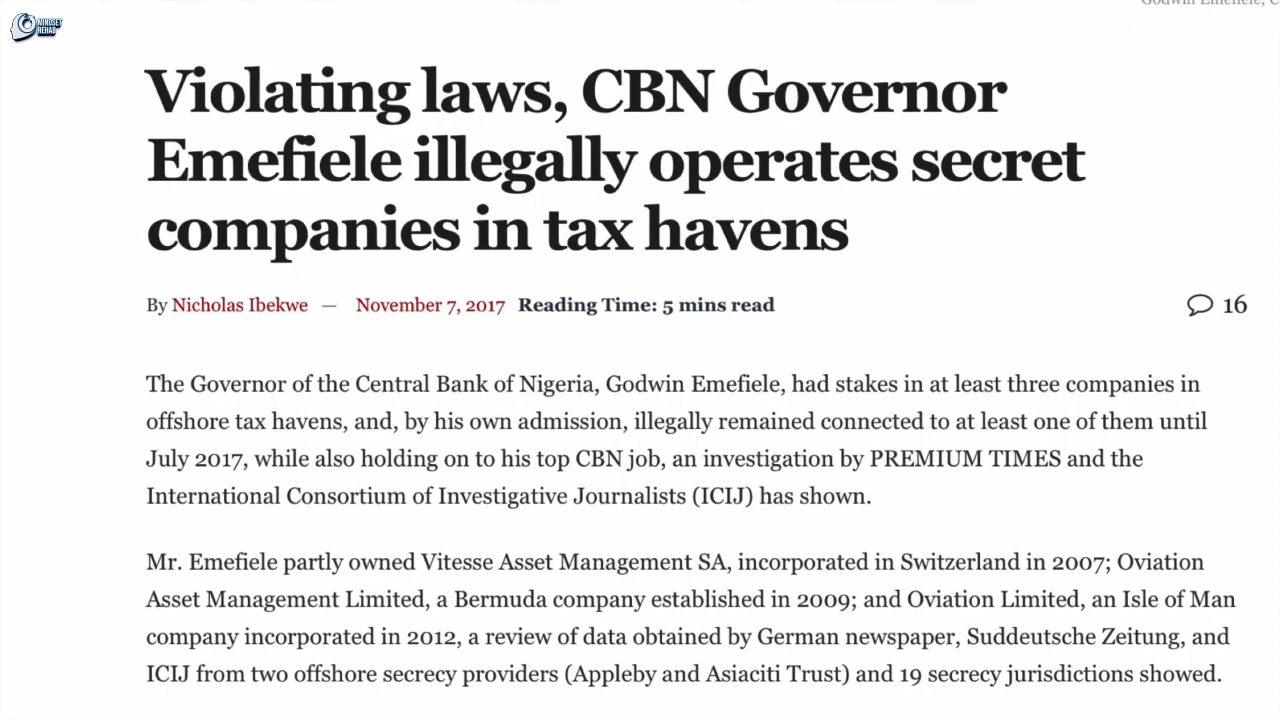 Godwin Emefiele, C
MINDSET
REHAB
Violating laws, CBN Governor
Emefiele illegally operates secret
companies in tax havens
By Nicholas Ibekwe — November 7, 2017 Reading Time: 5 mins read 16
The Governor of the Central Bank of Nigeria, Godwin Emefiele, had stakes in at least three companies in
offshore tax havens, and, by his own admission, illegally remained connected to at least one of them until
July 2017, while also holding on to his top CBN job, an investigation by PREMIUM TIMES and the
International Consortium of Investigative Journalists (ICIJ) has shown.
Mr. Emefiele partly owned Vitesse Asset Management SA, incorporated in Switzerland in 2007; Oviation
Asset Management Limited, a Bermuda company established in 2009; and Oviation Limited, an Isle of Man
company incorporated in 2012, a review of data obtained by German newspaper, Suddeutsche Zeitung, and
ICIJ from two offshore secrecy providers (Appleby and Asiaciti Trust) and 19 secrecy jurisdictions showed.